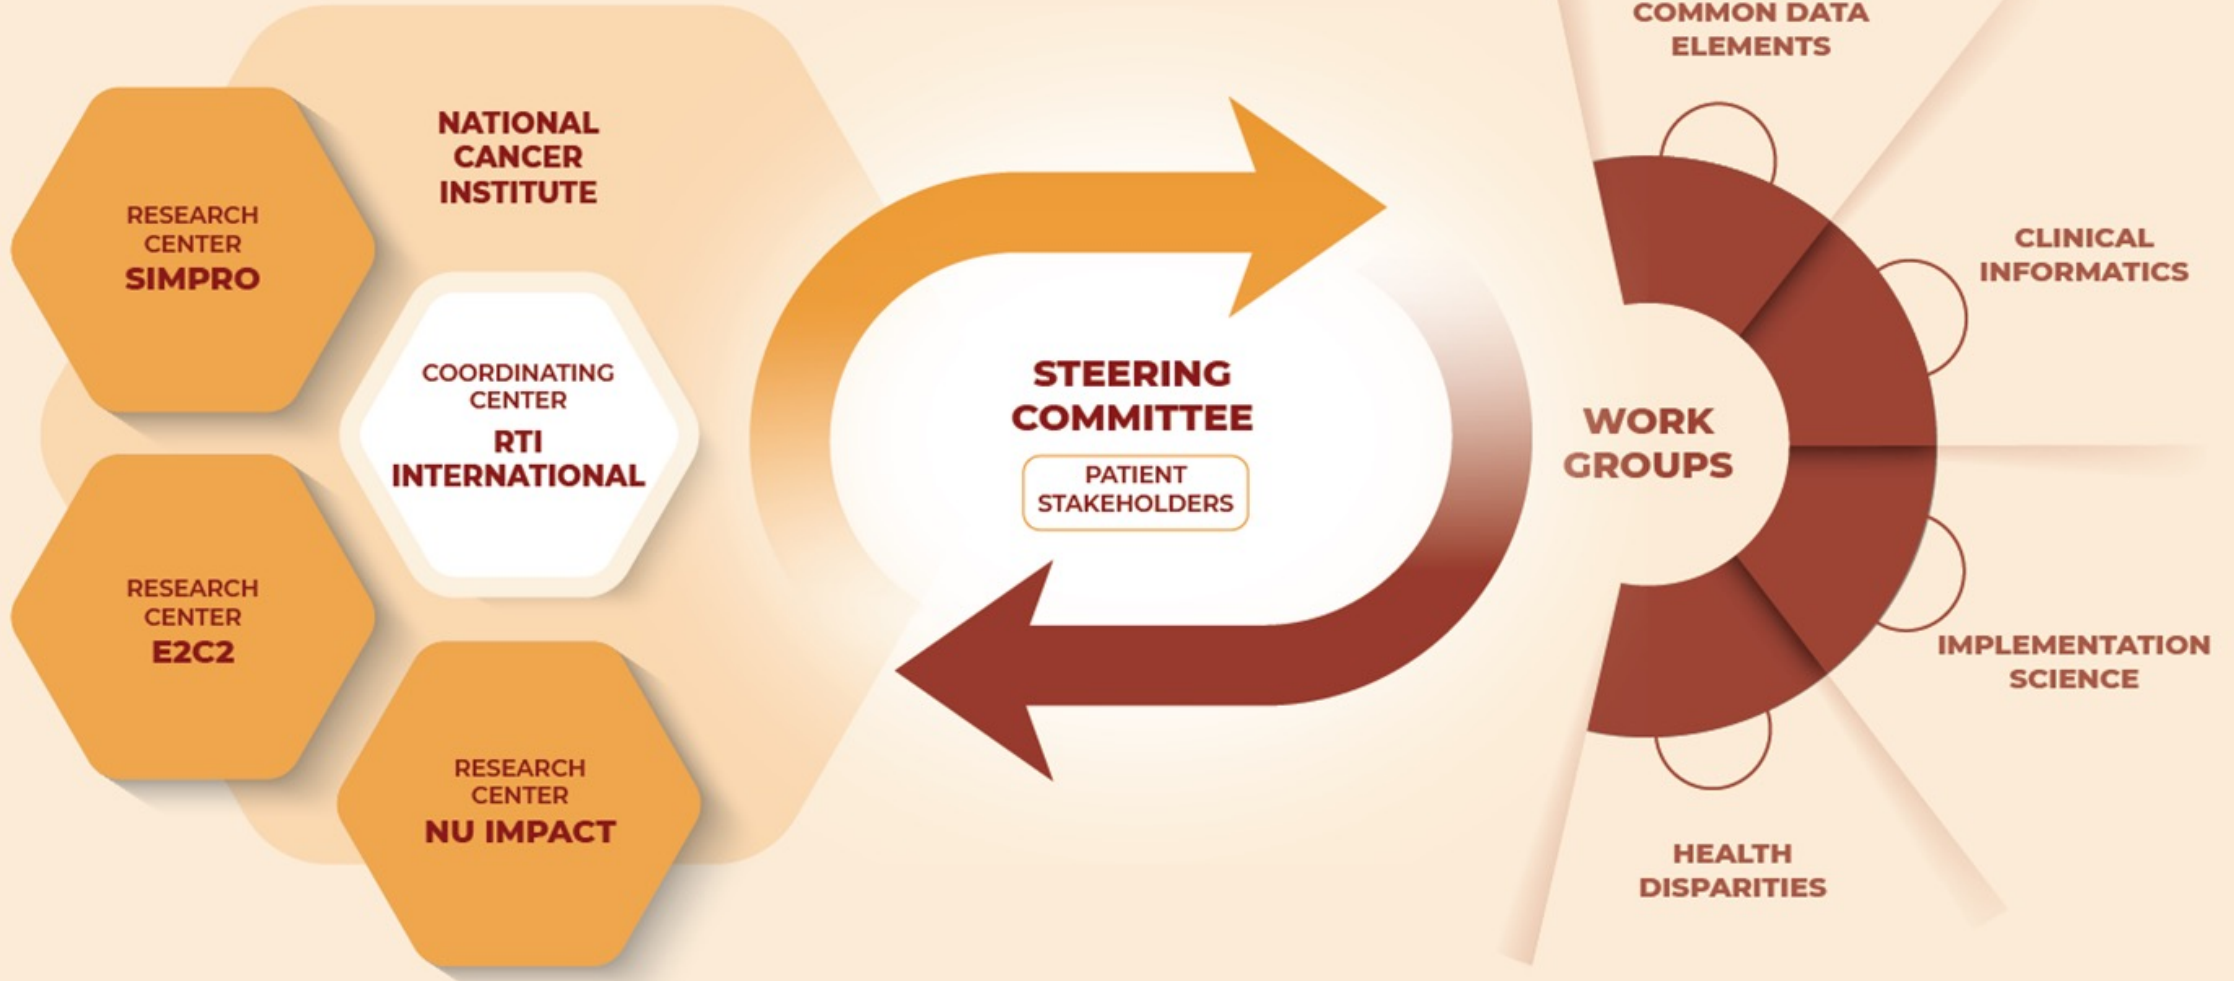 NATIONAL
CANCER
INSTITUTE
RESEARCH
CENTER
SIMPRO
COORDINATING
CENTER
RTI
INTERNATIONAL
RESEARCH
CENTER
E2C2
RESEARCH
CENTER
NU IMPACT
STEERING
COMMITTEE
PATIENT
STAKEHOLDERS
WORK
GROUPS
COMMON DATA
ELEMENTS
CLINICAL
INFORMATICS
IMPLEMENTATION
SCIENCE
HEALTH
DISPARITIES